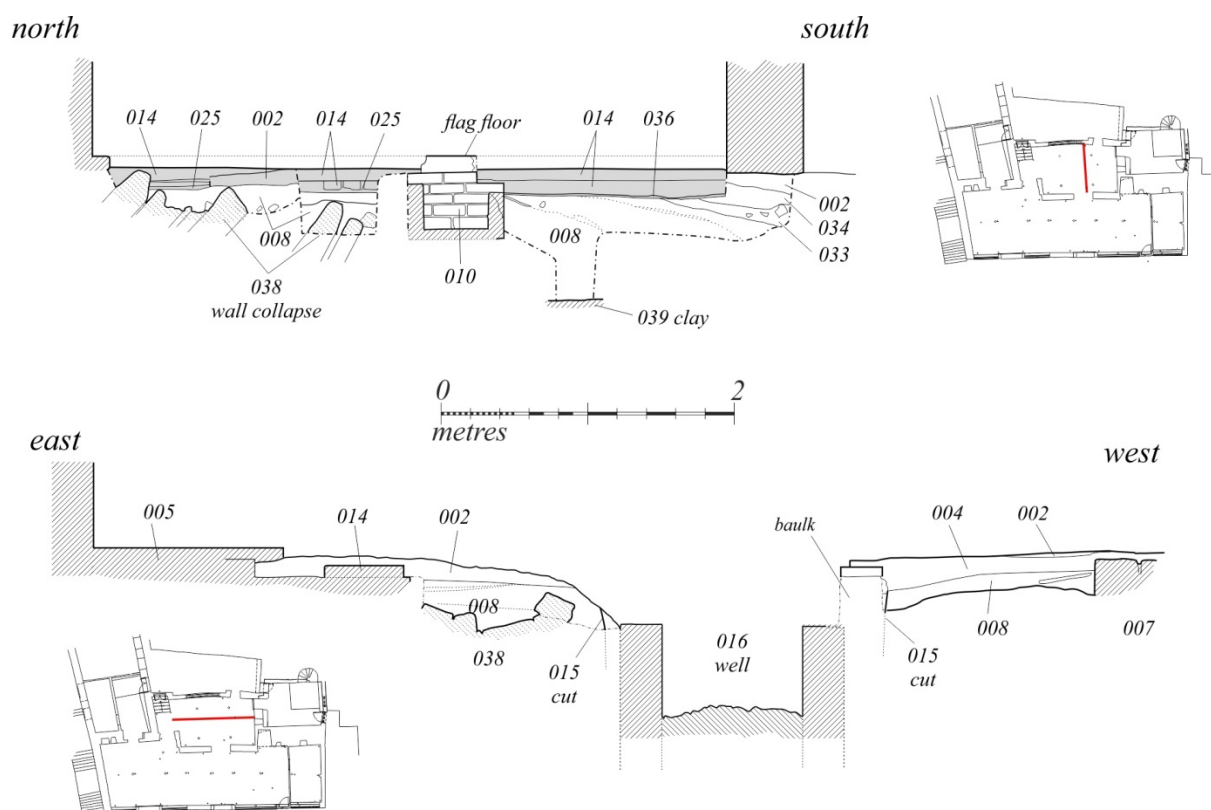 north
south
014
025
002
014
025
flag floor
014
036
008
038
wall collapse
010
008
039 clay
002
034
033
0
2
metres
east
west
005
014
002
008
038
015
cut
016
well
baulk
004
002
008
015
cut
007